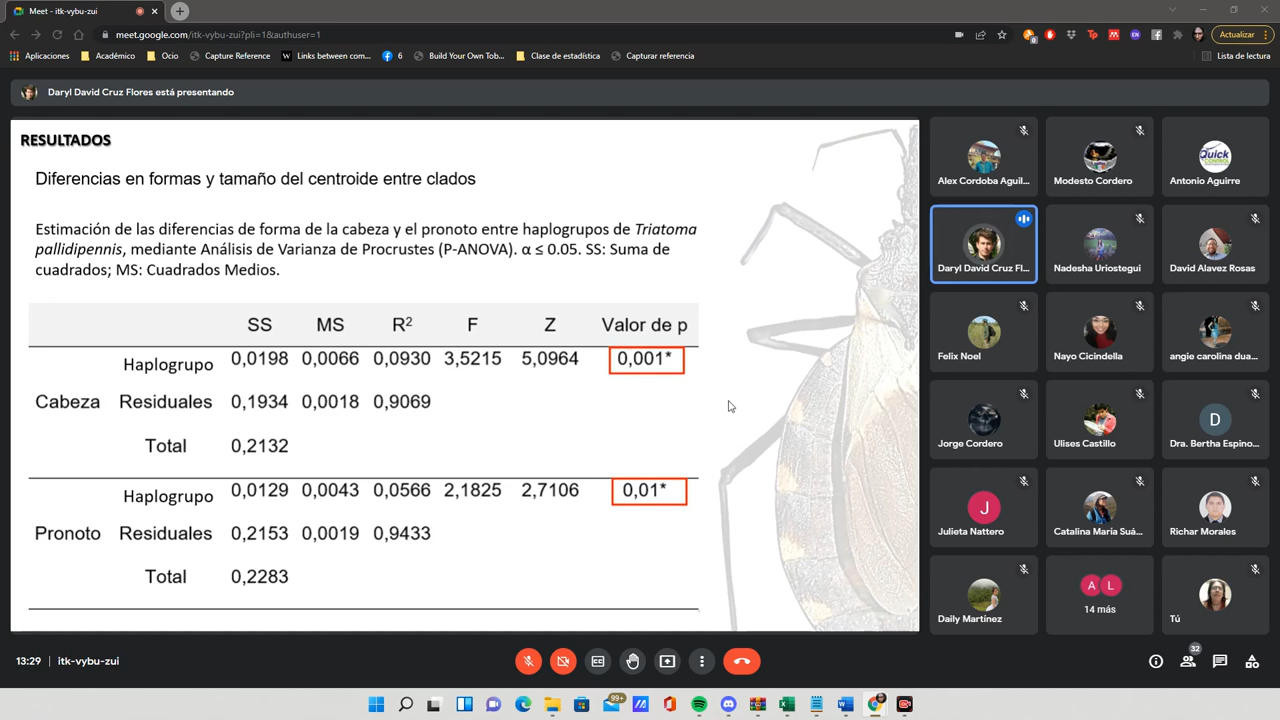 Meet - itk-vybu-zui
meet.google.com/itk-vybu-zui?pli=1&authuser=1
Actualizar
Aplicaciones
Académico
Ocio
Capture Reference
W
Links between com...
6
Build Your Own Tob...
Clase de estadística
Capturar referencia
Lista de lectura
Daryl David Cruz Flores está presentando
RESULTADOS
Diferencias en formas y tamaño del centroide entre clados
Estimación de las diferencias de forma de la cabeza y el pronoto entre haplogrupos de Triatoma
pallidipennis, mediante Análisis de Varianza de Procrustes (P-ANOVA). α ≤ 0.05. SS: Suma de
cuadrados; MS: Cuadrados Medios.
SS MS R² F Z Valor de p
Haplogrupo 0,0198 0,0066 0,0930 3,5215 5,0964 0,001*
Cabeza Residuales 0,1934 0,0018 0,9069
Total 0,2132
Haplogrupo 0,0129 0,0043 0,0566 2,1825 2,7106 0,01*
Pronoto Residuales 0,2153 0,0019 0,9433
Total 0,2283
Alex Cordoba Aguil...
Modesto Cordero
Quick
CONTROL
Antonio Aguirre
Daryl David Cruz Fl...
Nadesha Uriostegui
David Alavez Rosas
Felix Noel
Nayo Cicindella
angie carolina dua...
Jorge Cordero
Ulises Castillo
D
Dra. Bertha Espino...
J
Julieta Nattero
Catalina María Suá...
Richar Morales
Daily Martínez
A L
14 más
Tú
13:29
itk-vybu-zui
32
99+